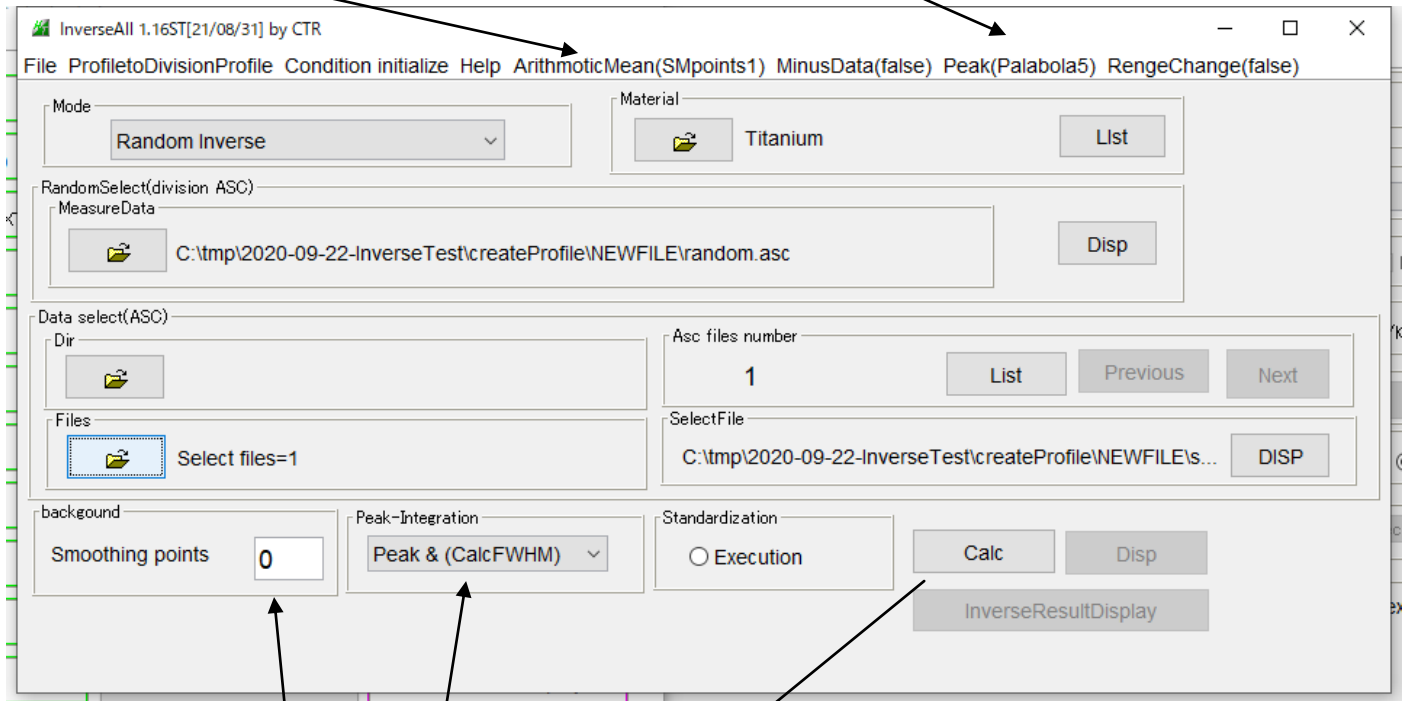 InverseAll 1.16ST[21/08/31] by CTR
File ProfiletoDivisionProfile Condition initialize Help ArithmoticMean(SMpoints1) MinusData(false) Peak(Palabola5) RengeChange(false)
Mode
Material
Random Inverse
Titanium
LIst
RandomSelect(division ASC)
MeasureData
C:\tmp\2020-09-22-InverseTest\createProfile\NEWFILE\random.asc
Disp
Data select(ASC)
Dir
Asc files number
1
List
Previous
Next
Files
SelectFile
Select files=1
C:\tmp\2020-09-22-InverseTest\createProfile\NEWFILE\s...
DISP
backgound
Peak-Integration
Standardization
Smoothing points
0
Peak & (CalcFWHM)
Execution
Calc
Disp
InverseResultDisplay